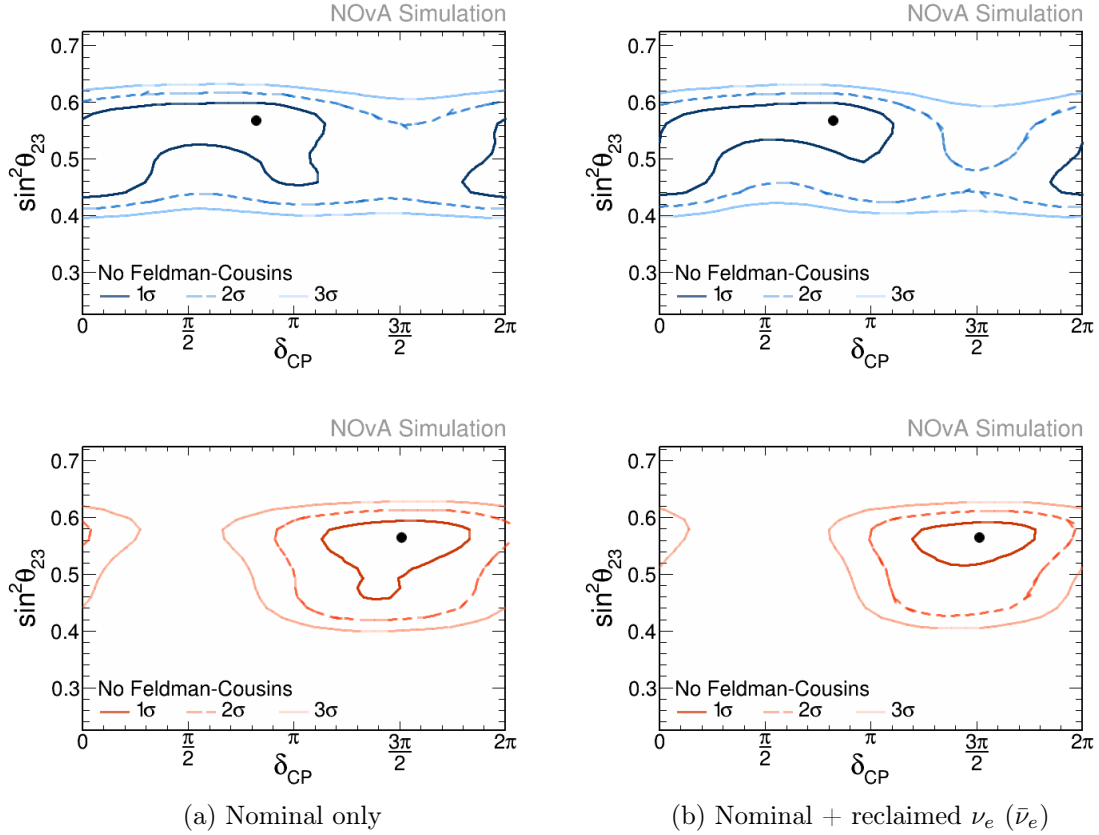 NOvA Simulation
sin²θ₂₃
0.7
0.6
0.5
0.4
0.3
No Feldman-Cousins
1σ 2σ 3σ
0 π/2 π 3π/2 2π
δCP
NOvA Simulation
sin²θ₂₃
0.7
0.6
0.5
0.4
0.3
No Feldman-Cousins
1σ 2σ 3σ
0 π/2 π 3π/2 2π
δCP
NOvA Simulation
sin²θ₂₃
0.7
0.6
0.5
0.4
0.3
No Feldman-Cousins
1σ 2σ 3σ
0 π/2 π 3π/2 2π
δCP
(a) Nominal only
NOvA Simulation
sin²θ₂₃
0.7
0.6
0.5
0.4
0.3
No Feldman-Cousins
1σ 2σ 3σ
0 π/2 π 3π/2 2π
δCP
(b) Nominal + reclaimed νₑ (ν̄ₑ)